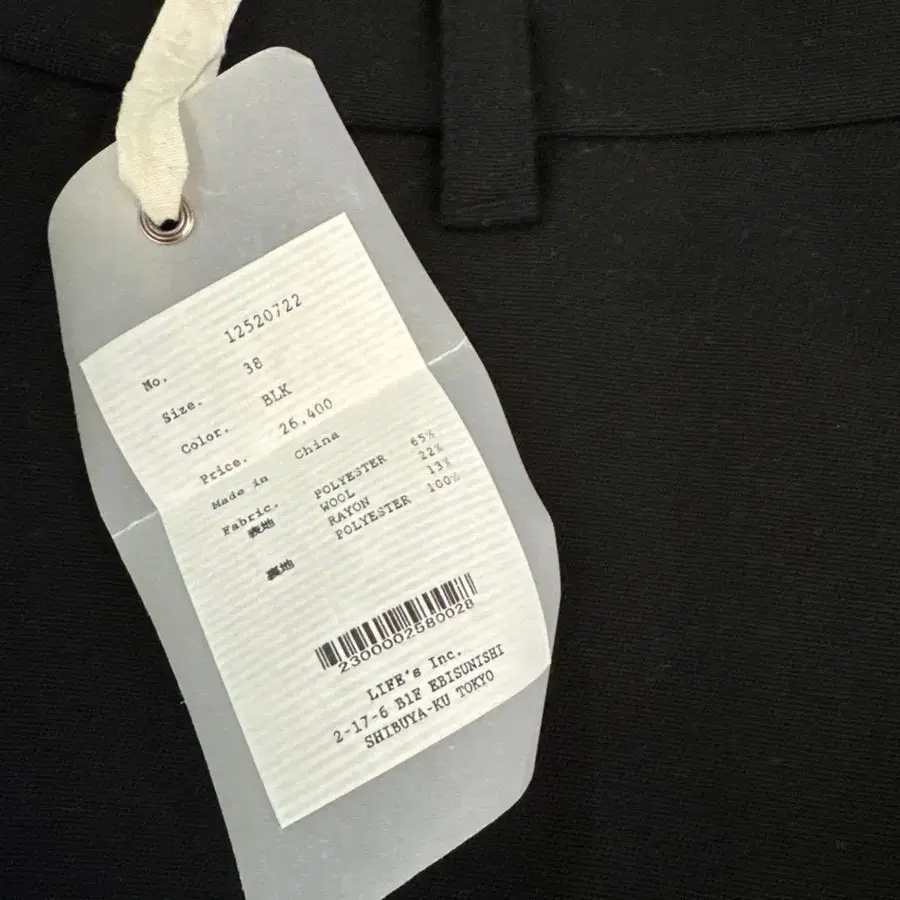 No. 12520722
Size. 38
Color. BLK
Price. 26,400
Made in China
Fabric. POLYESTER 65%
表地 WOOL 22%
RAYON 13%
裏地 POLYESTER 100%
2300002580028
LIFE's Inc.
2-17-6 B1F EBISUNISHI
SHIBUYA-KU TOKYO